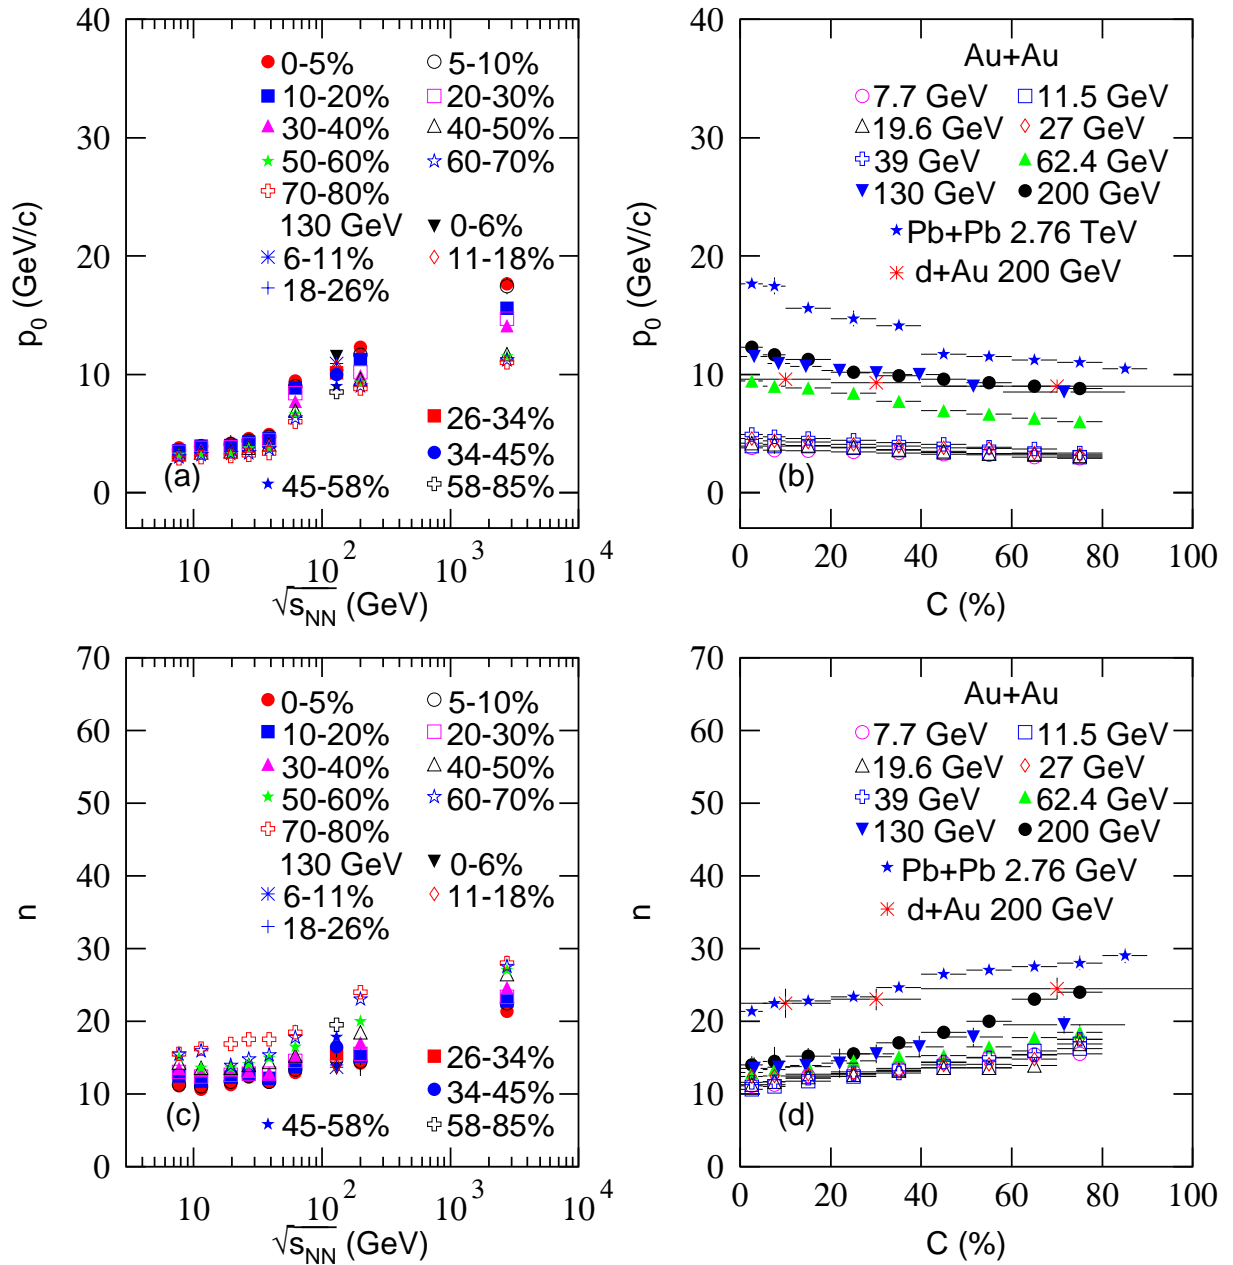 40
30
20
10
0
p0 (GeV/c)
0-5% 5-10%
10-20% 20-30%
30-40% 40-50%
50-60% 60-70%
70-80%
130 GeV 0-6%
6-11% 11-18%
18-26%
26-34%
34-45%
45-58% 58-85%
(a)
10 10^2 10^3 10^4
√sNN (GeV)
40
30
20
10
0
p0 (GeV/c)
Au+Au
7.7 GeV 11.5 GeV
19.6 GeV 27 GeV
39 GeV 62.4 GeV
130 GeV 200 GeV
Pb+Pb 2.76 TeV
d+Au 200 GeV
(b)
0 20 40 60 80 100
C (%)
70
60
50
40
30
20
10
0
n
0-5% 5-10%
10-20% 20-30%
30-40% 40-50%
50-60% 60-70%
70-80%
130 GeV 0-6%
6-11% 11-18%
18-26%
26-34%
34-45%
45-58% 58-85%
(c)
10 10^2 10^3 10^4
√sNN (GeV)
70
60
50
40
30
20
10
0
n
Au+Au
7.7 GeV 11.5 GeV
19.6 GeV 27 GeV
39 GeV 62.4 GeV
130 GeV 200 GeV
Pb+Pb 2.76 GeV
d+Au 200 GeV
(d)
0 20 40 60 80 100
C (%)